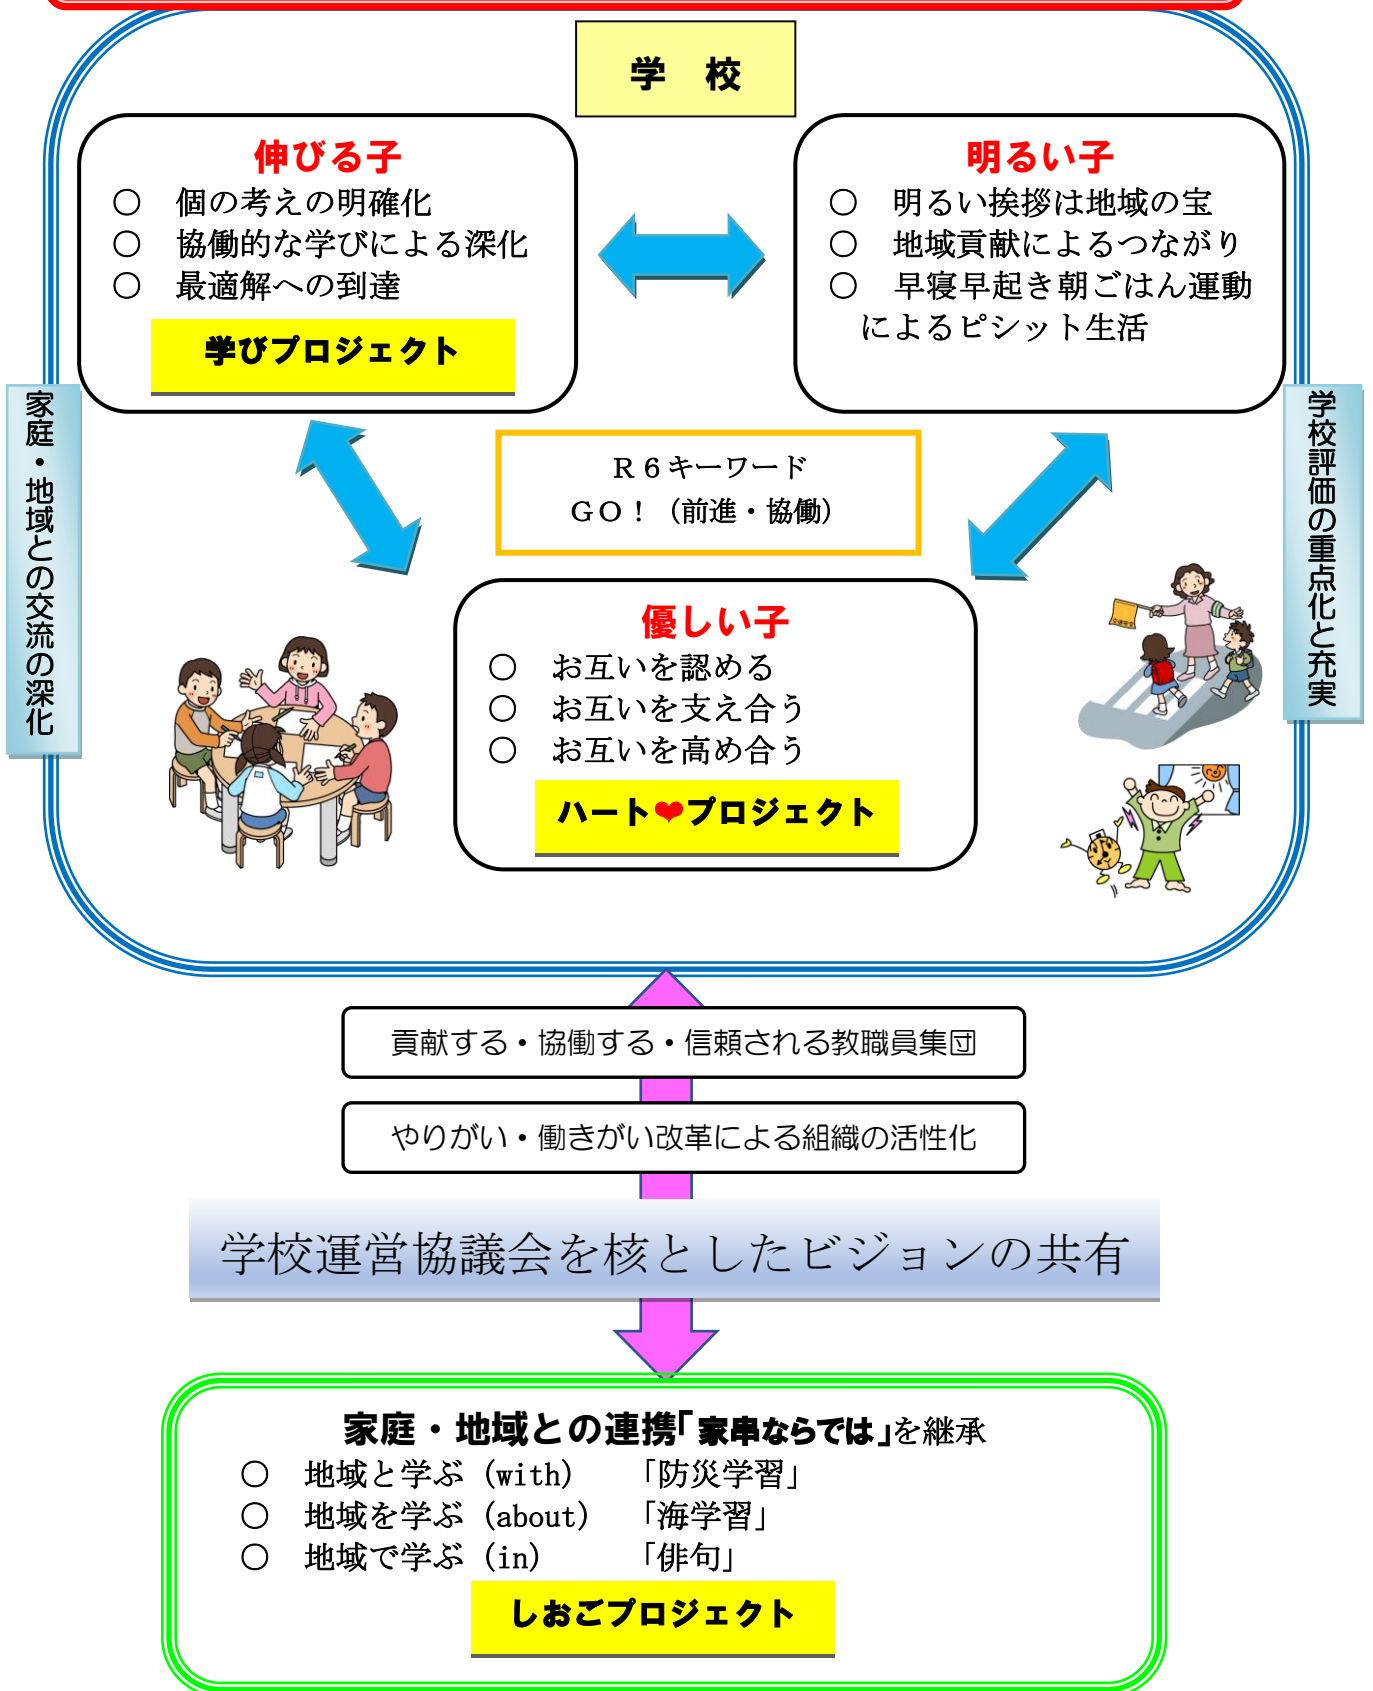 学　校
伸びる子
○　個の考えの明確化
○　協働的な学びによる深化
○　最適解への到達
学びプロジェクト
明るい子
○　明るい挨拶は地域の宝
○　地域貢献によるつながり
○　早寝早起き朝ごはん運動
によるピシット生活
家庭・地域との交流の深化
学校評価の重点化と充実
Ｒ６キーワード
ＧＯ！（前進・協働）
優しい子
○　お互いを認める
○　お互いを支え合う
○　お互いを高め合う
ハート❤プロジェクト
貢献する・協働する・信頼される教職員集団
やりがい・働きがい改革による組織の活性化
学校運営協議会を核としたビジョンの共有
家庭・地域との連携「家串ならでは」を継承
○　地域と学ぶ（with）　「防災学習」
○　地域を学ぶ（about）　「海学習」
○　地域で学ぶ（in）　「俳句」
しおごプロジェクト